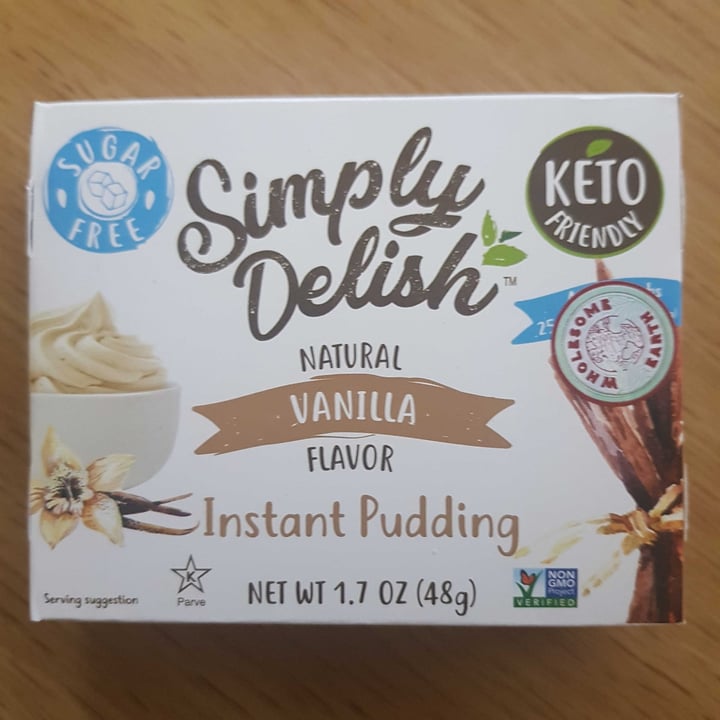 SUGAR
FREE
Simply
Delish™
KETO
FRIENDLY
WHOLESOME
EARTH
NATURAL
VANILLA
FLAVOR
Instant Pudding
Serving suggestion
K
Parve
NET WT 1.7 OZ (48g)
NON
GMO
Project
VERIFIED